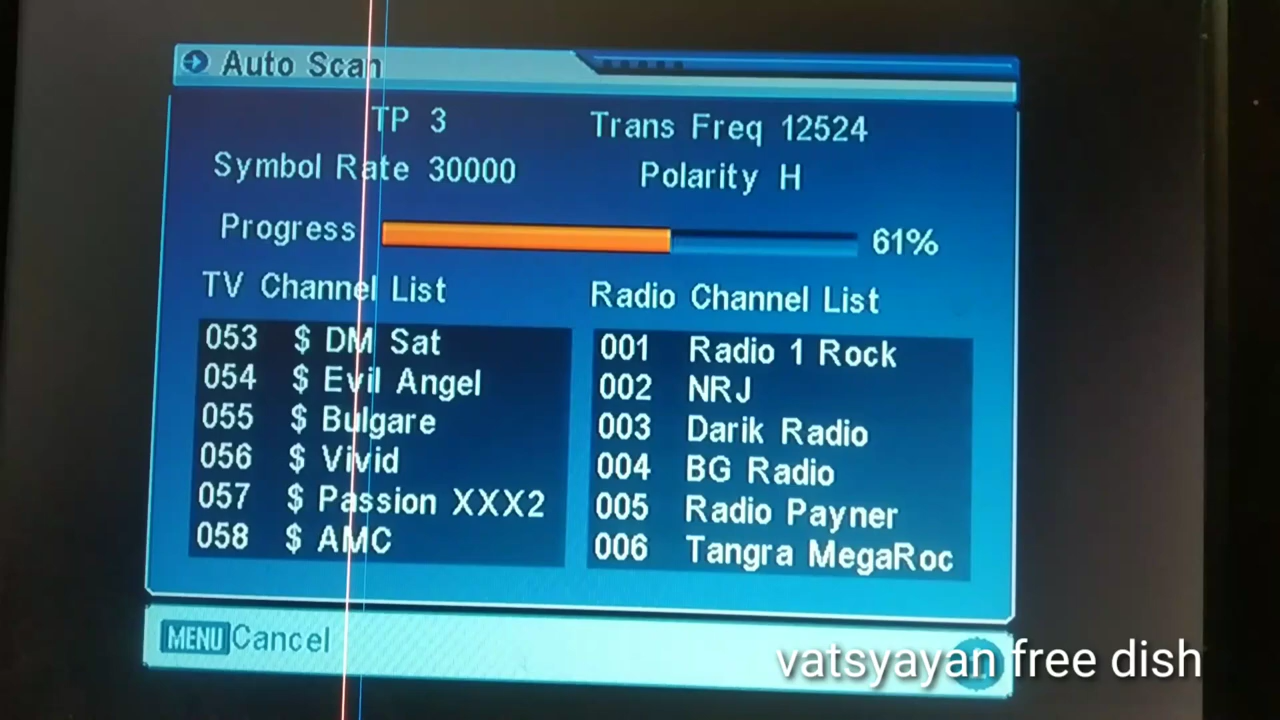 Auto Scan
TP 3 Trans Freq 12524
Symbol Rate 30000 Polarity H
Progress 61%
TV Channel List Radio Channel List
053 $ DM Sat 001 Radio 1 Rock
054 $ Evil Angel 002 NRJ
055 $ Bulgare 003 Darik Radio
056 $ Vivid 004 BG Radio
057 $ Passion XXX2 005 Radio Payner
058 $ AMC 006 Tangra MegaRoc
MENU Cancel
vatsyayan free dish